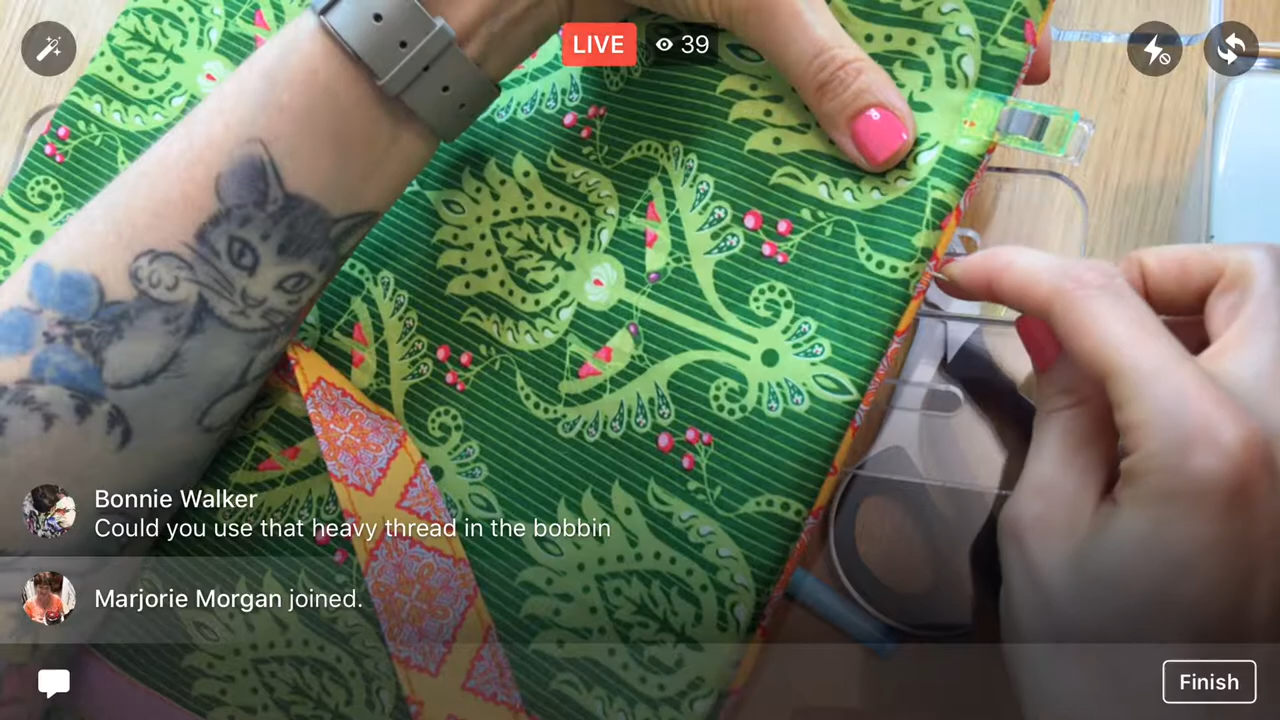 LIVE
39
Bonnie Walker
Could you use that heavy thread in the bobbin
Marjorie Morgan joined.
Finish